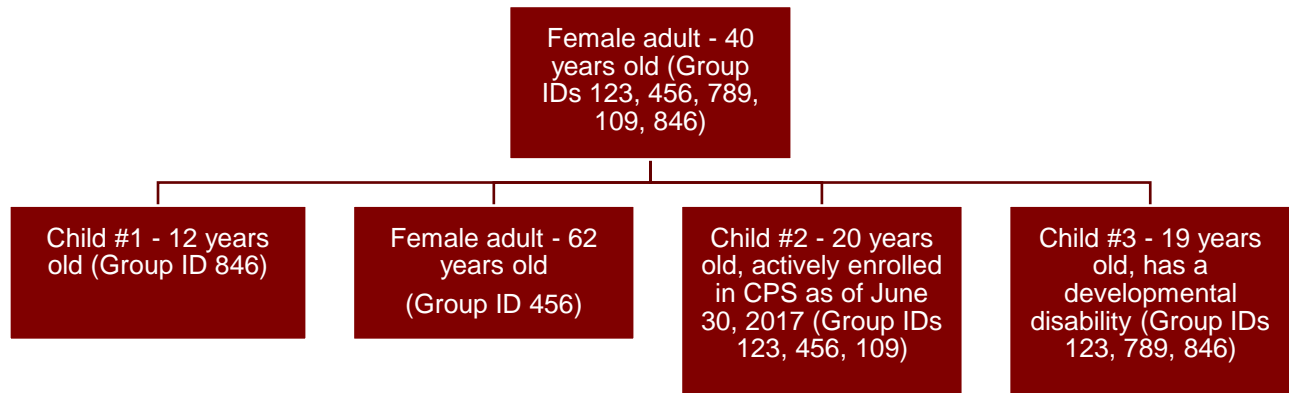 Female adult - 40
years old (Group
IDs 123, 456, 789,
109, 846)
Child #1 - 12 years
old (Group ID 846)
Female adult - 62
years old
(Group ID 456)
Child #2 - 20 years
old, actively enrolled
in CPS as of June
30, 2017 (Group IDs
123, 456, 109)
Child #3 - 19 years
old, has a
developmental
disability (Group IDs
123, 789, 846)